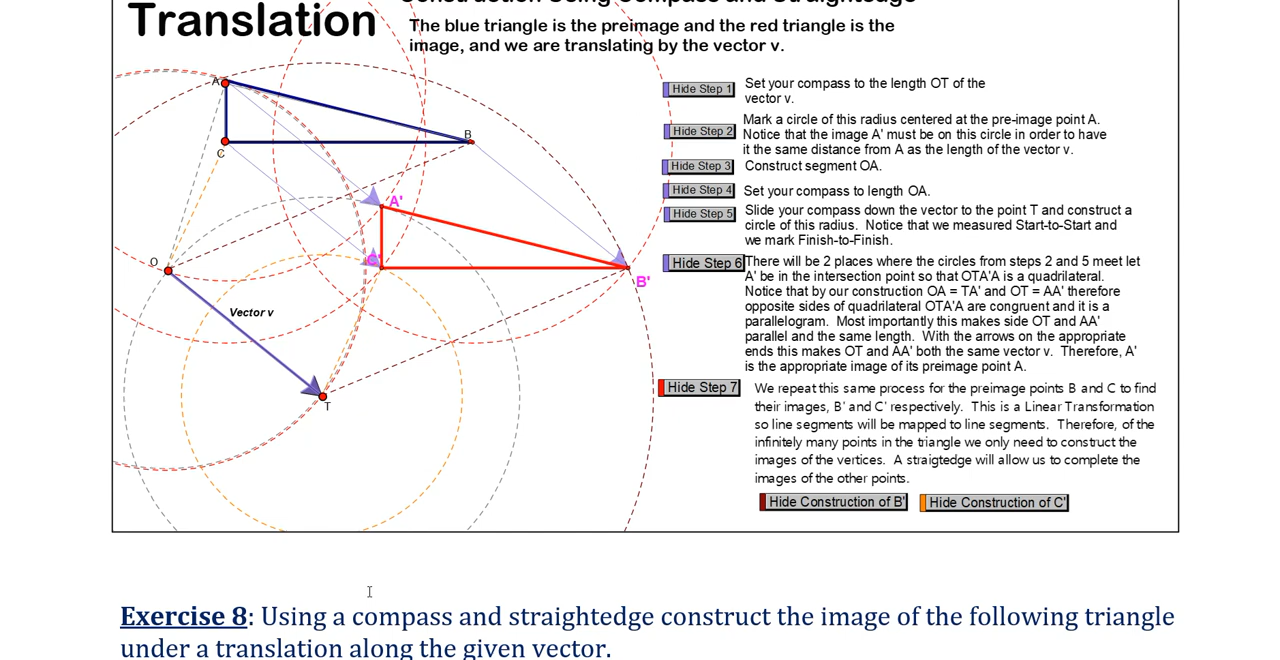 Construction Using Compass and Straightedge
Translation
The blue triangle is the preimage and the red triangle is the
image, and we are translating by the vector v.
A
B
C
A'
C'
B'
O
Vector v
T
Hide Step 1
Set your compass to the length OT of the
vector v.
Hide Step 2
Mark a circle of this radius centered at the pre-image point A.
Notice that the image A' must be on this circle in order to have
it the same distance from A as the length of the vector v.
Hide Step 3
Construct segment OA.
Hide Step 4
Set your compass to length OA.
Hide Step 5
Slide your compass down the vector to the point T and construct a
circle of this radius. Notice that we measured Start-to-Start and
we mark Finish-to-Finish.
Hide Step 6
There will be 2 places where the circles from steps 2 and 5 meet let
A' be in the intersection point so that OTA'A is a quadrilateral.
Notice that by our construction OA = TA' and OT = AA' therefore
opposite sides of quadrilateral OTA'A are congruent and it is a
parallelogram. Most importantly this makes side OT and AA'
parallel and the same length. With the arrows on the appropriate
ends this makes OT and AA' both the same vector v. Therefore, A'
is the appropriate image of its preimage point A.
Hide Step 7
We repeat this same process for the preimage points B and C to find
their images, B' and C' respectively. This is a Linear Transformation
so line segments will be mapped to line segments. Therefore, of the
infinitely many points in the triangle we only need to construct the
images of the vertices. A straigtedge will allow us to complete the
images of the other points.
Hide Construction of B'
Hide Construction of C'
Exercise 8: Using a compass and straightedge construct the image of the following triangle
under a translation along the given vector.